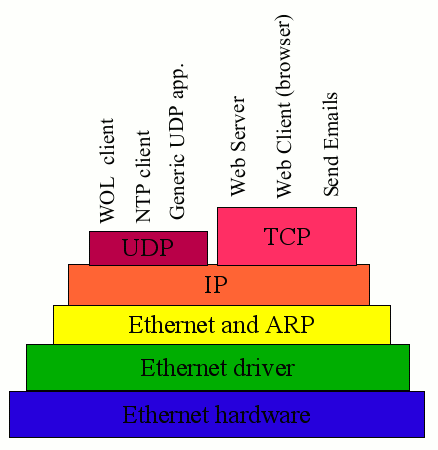 WOL client
NTP client
Generic UDP app.
Web Server
Web Client (browser)
Send Emails
UDP
TCP
IP
Ethernet and ARP
Ethernet driver
Ethernet hardware